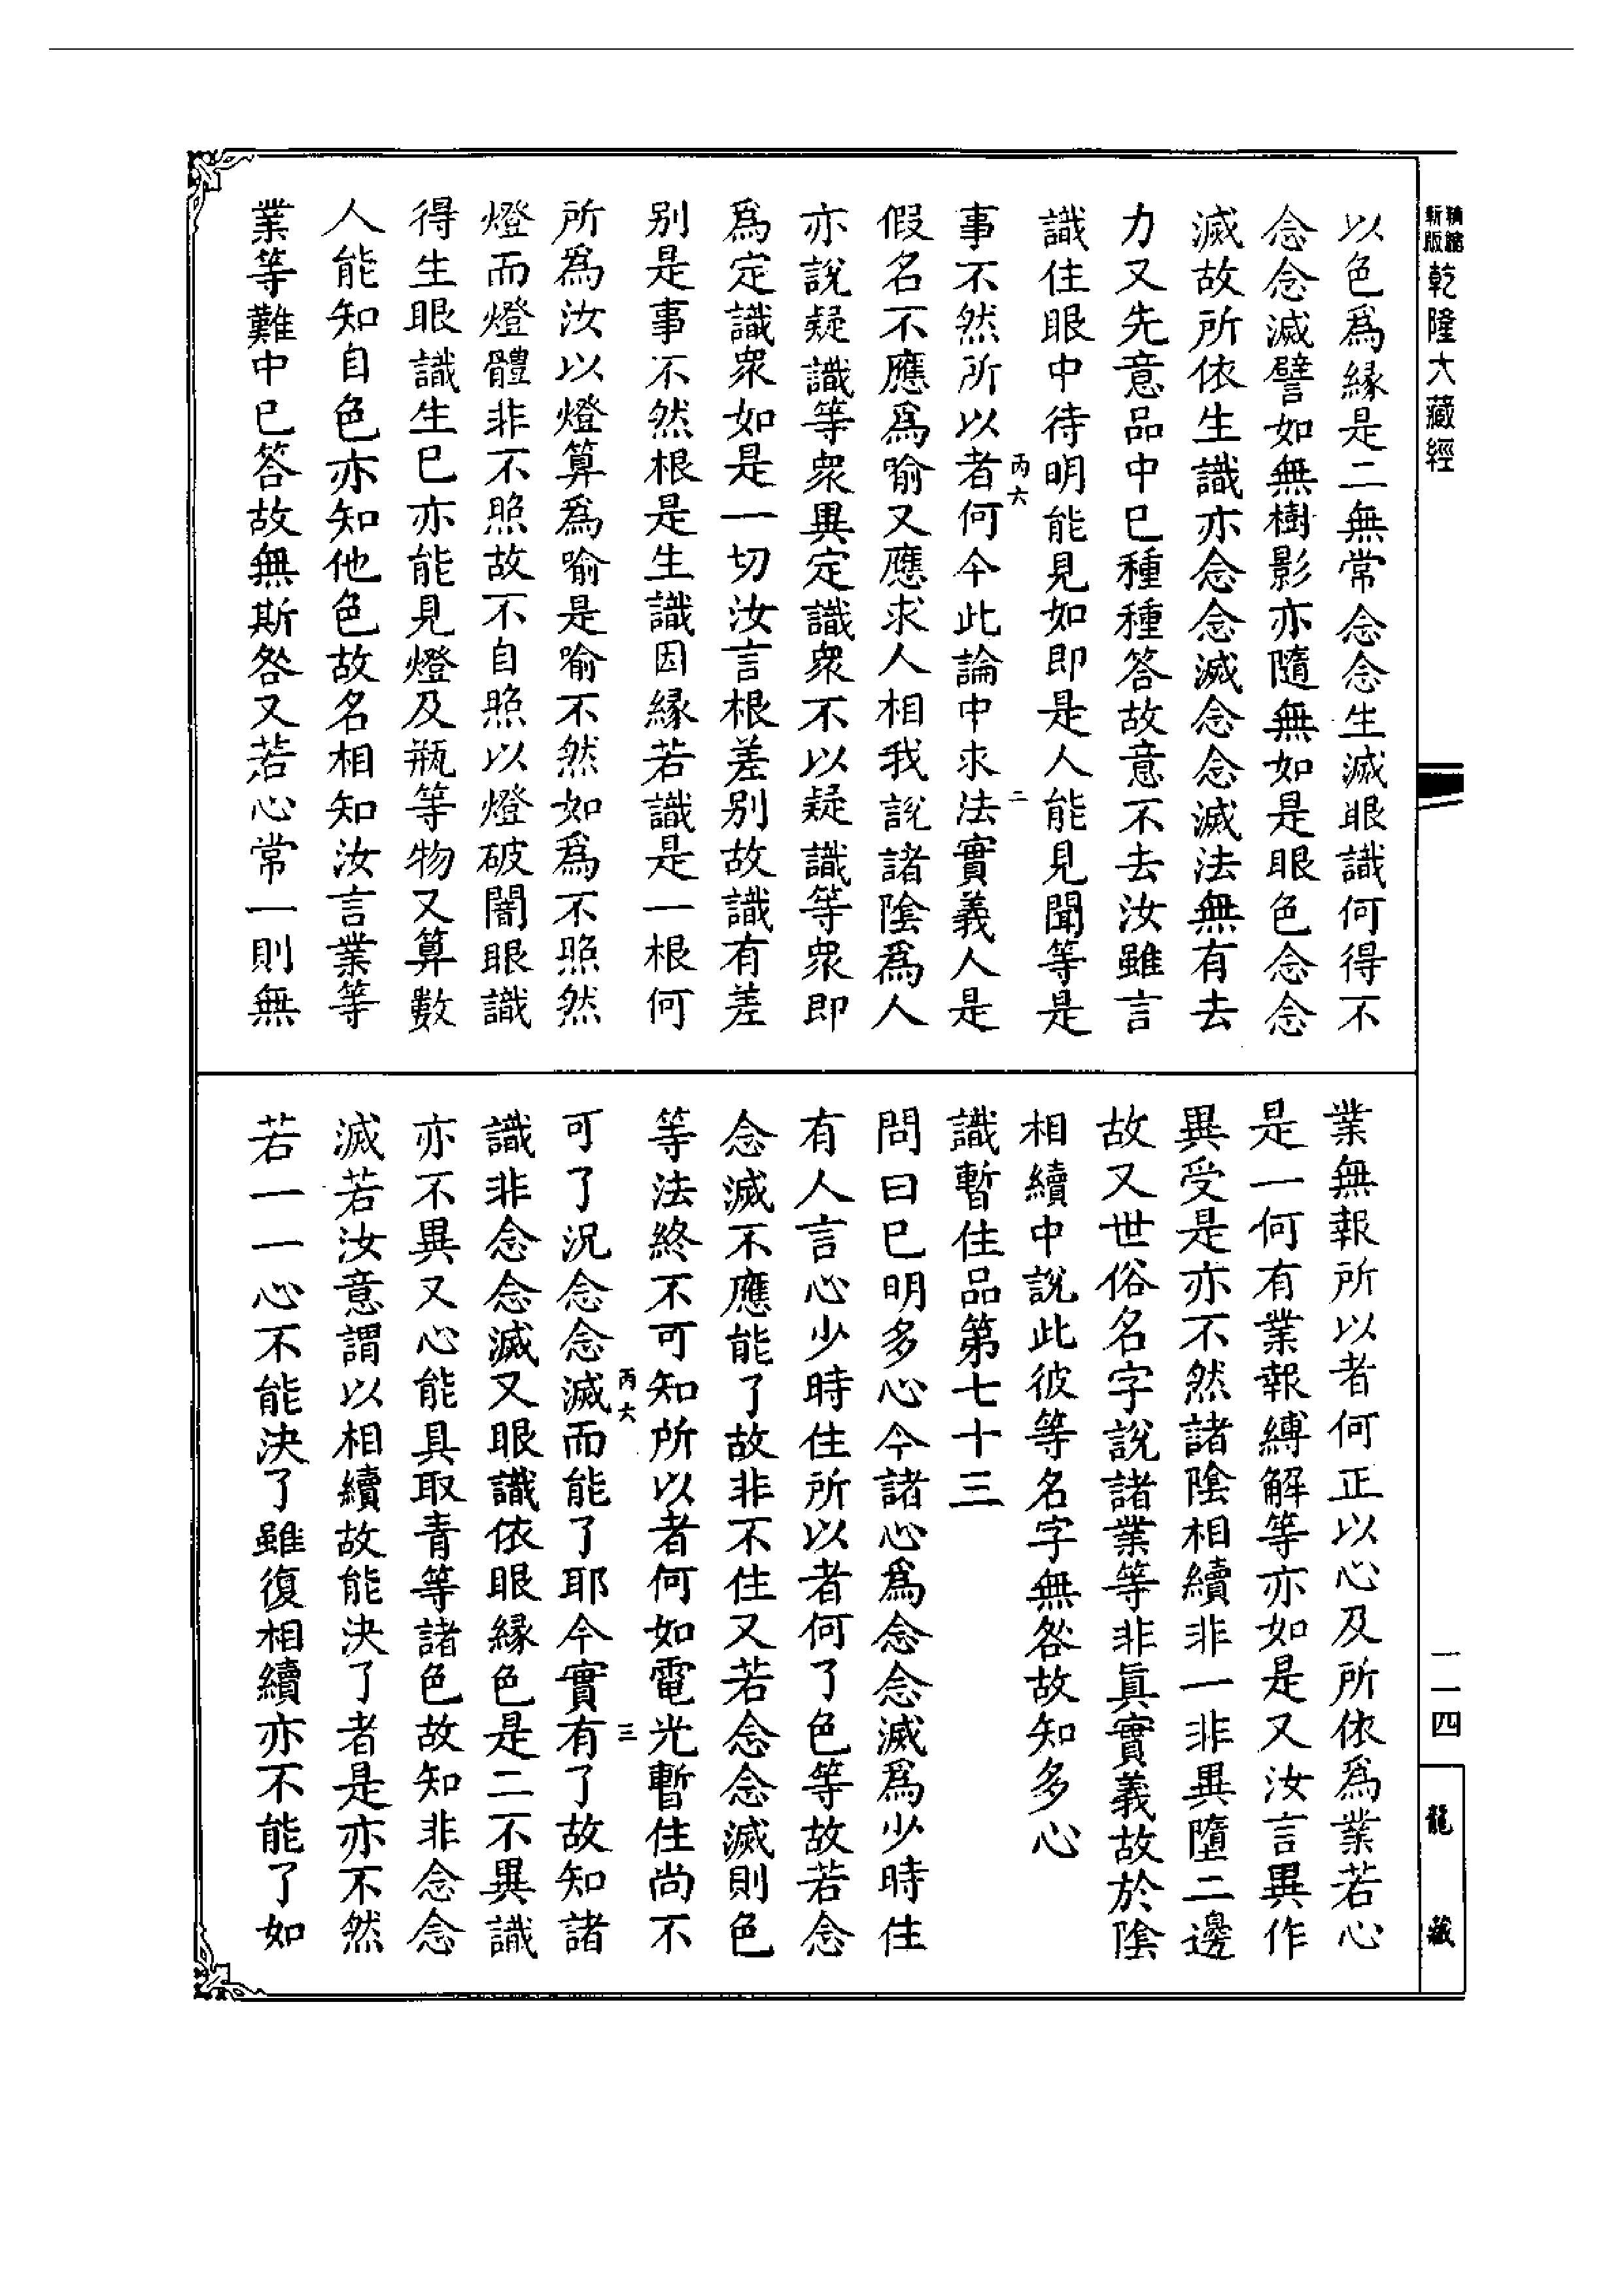 精縮新版乾隆大藏經
以色爲緣是二無常念念生滅眼識何得不
念念滅譬如無樹影亦隨無如是眼色念念
滅故所依生識亦念念滅念念滅法無有去
力又先意品中已種種答故意不去汝雖言
識住眼中待明能見如即是人能見聞等是
丙六 二
事不然所以者何今此論中求法實義人是
假名不應爲喻又應求人相我說諸陰爲人
亦說疑識等衆異定識衆不以疑識等衆即
爲定識衆如是一切汝言根差別故識有差
別是事不然根是生識因緣若識是一根何
所爲汝以燈算爲喻是喻不然如爲不照然
燈而燈體非不照故不自照以燈破闇眼識
得生眼識生已亦能見燈及瓶等物又算數
人能知自色亦知他色故名相知汝言業等
業等難中已答故無斯咎又若心常一則無
業無報所以者何正以心及所依爲業若心
是一何有業報縛解等亦如是又汝言異作
異受是亦不然諸陰相續非一非異墮二邊
故又世俗名字說諸業等非眞實義故於陰
相續中說此彼等名字無咎故知多心
識暫住品第七十三
問曰已明多心今諸心爲念念滅爲少時住
有人言心少時住所以者何了色等故若念
念滅不應能了故非不住又若念念滅則色
等法終不可知所以者何如電光暫住尚不
丙六 三
可了況念念滅而能了耶今實有了故知諸
識非念念滅又眼識依眼緣色是二不異識
亦不異又心能具取青等諸色故知非念念
滅若汝意謂以相續故能決了者是亦不然
若一一心不能決了雖復相續亦不能了如
一一四
龍藏